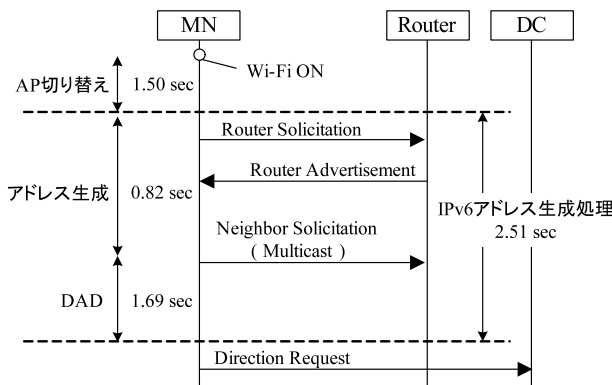 MN
Router
DC
Wi-Fi ON
AP切り替え
1.50 sec
Router Solicitation
Router Advertisement
アドレス生成
0.82 sec
IPv6アドレス生成処理
2.51 sec
Neighbor Solicitation
( Multicast )
DAD
1.69 sec
Direction Request